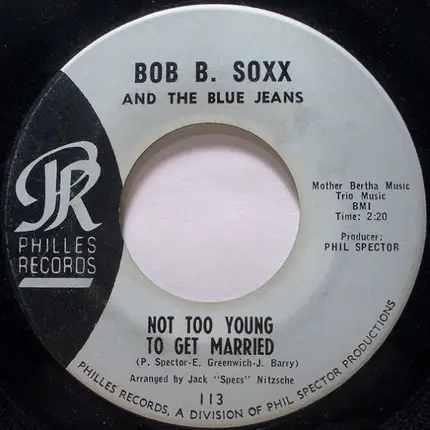 BOB B. SOXX
AND THE BLUE JEANS
PR
PHILLES
RECORDS
Mother Bertha Music
Trio Music
BMI
Time: 2:20
Producer:
PHIL SPECTOR
NOT TOO YOUNG
TO GET MARRIED
(P. Spector-E. Greenwich-J. Barry)
Arranged by Jack "Specs" Nitzsche
113
PHILLES RECORDS, A DIVISION OF PHIL SPECTOR PRODUCTIONS